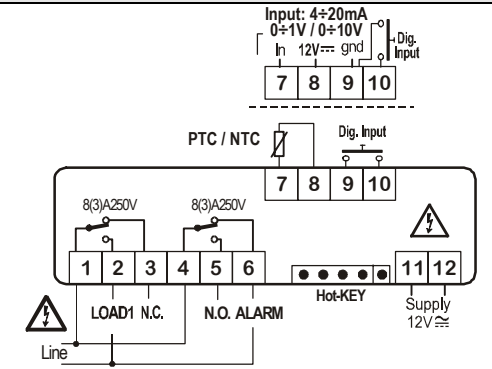 Input: 4÷20mA
0÷1V / 0÷10V
In 12V⎓ gnd
Dig.
Input
7 8 9 10
PTC / NTC
Dig. Input
7 8 9 10
8(3)A250V 8(3)A250V
1 2 3 4 5 6 11 12
Hot-KEY
LOAD1 N.C. N.O. ALARM
Supply
12V≂
Line